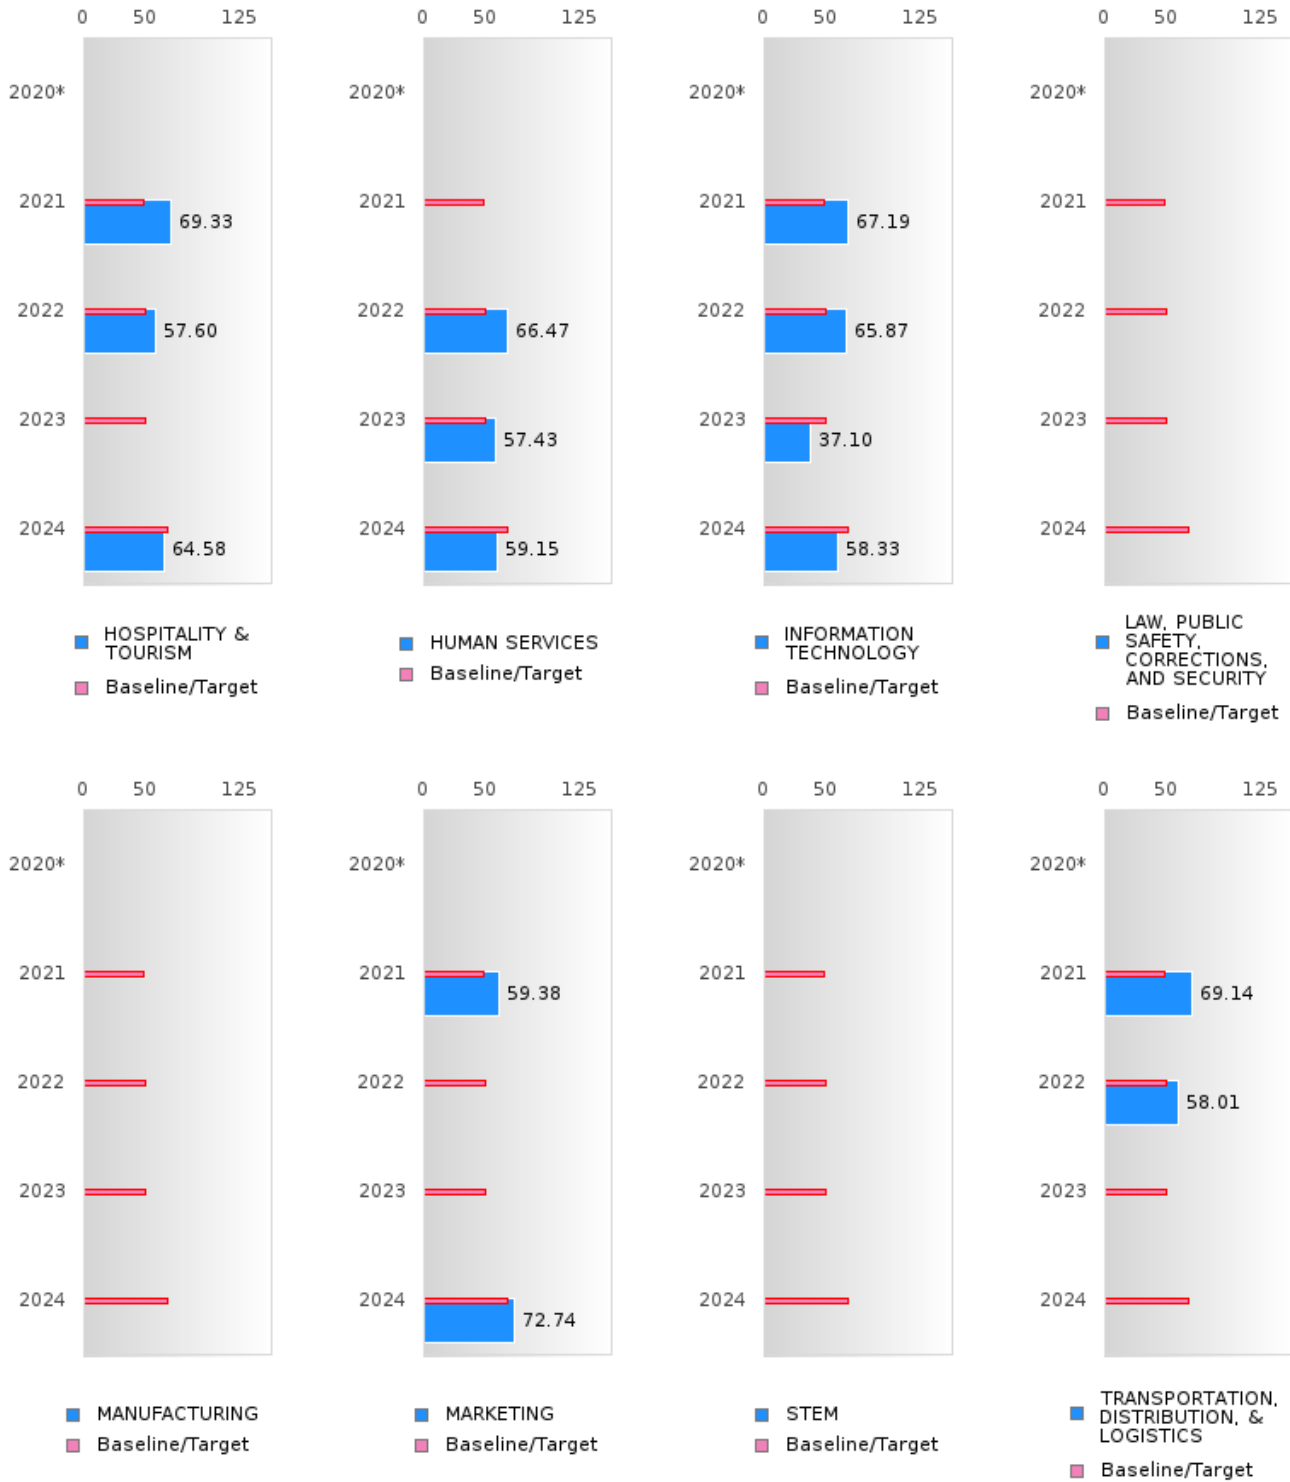 0 50 125
2020*
2021
69.33
2022
57.60
2023
2024
64.58
HOSPITALITY &
TOURISM
Baseline/Target
0 50 125
2020*
2021
2022
66.47
2023
57.43
2024
59.15
HUMAN SERVICES
Baseline/Target
0 50 125
2020*
2021
67.19
2022
65.87
2023
37.10
2024
58.33
INFORMATION
TECHNOLOGY
Baseline/Target
0 50 125
2020*
2021
2022
2023
2024
LAW, PUBLIC
SAFETY,
CORRECTIONS,
AND SECURITY
Baseline/Target
0 50 125
2020*
2021
2022
2023
2024
MANUFACTURING
Baseline/Target
0 50 125
2020*
2021
59.38
2022
2023
2024
72.74
MARKETING
Baseline/Target
0 50 125
2020*
2021
2022
2023
2024
STEM
Baseline/Target
0 50 125
2020*
2021
69.14
2022
58.01
2023
2024
TRANSPORTATION,
DISTRIBUTION, &
LOGISTICS
Baseline/Target